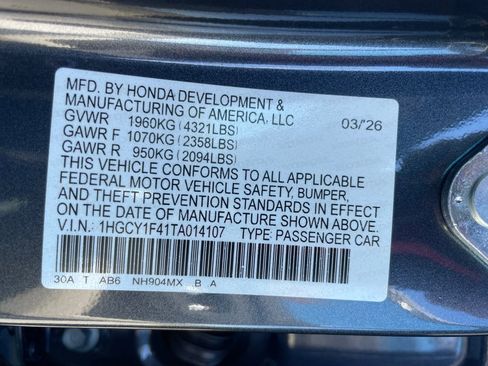 MFD. BY HONDA DEVELOPMENT &
MANUFACTURING OF AMERICA, LLC
GVWR 1960KG (4321LBS) 03/26
GAWR F 1070KG (2358LBS)
GAWR R 950KG (2094LBS)
THIS VEHICLE CONFORMS TO ALL APPLICABLE
FEDERAL MOTOR VEHICLE SAFETY, BUMPER,
AND THEFT PREVENTION STANDARDS IN EFFECT
ON THE DATE OF MANUFACTURE SHOWN ABOVE.
V.I.N.: 1HGCY1F41TA014107 TYPE: PASSENGER CAR
30A T AB6 NH904MX B A